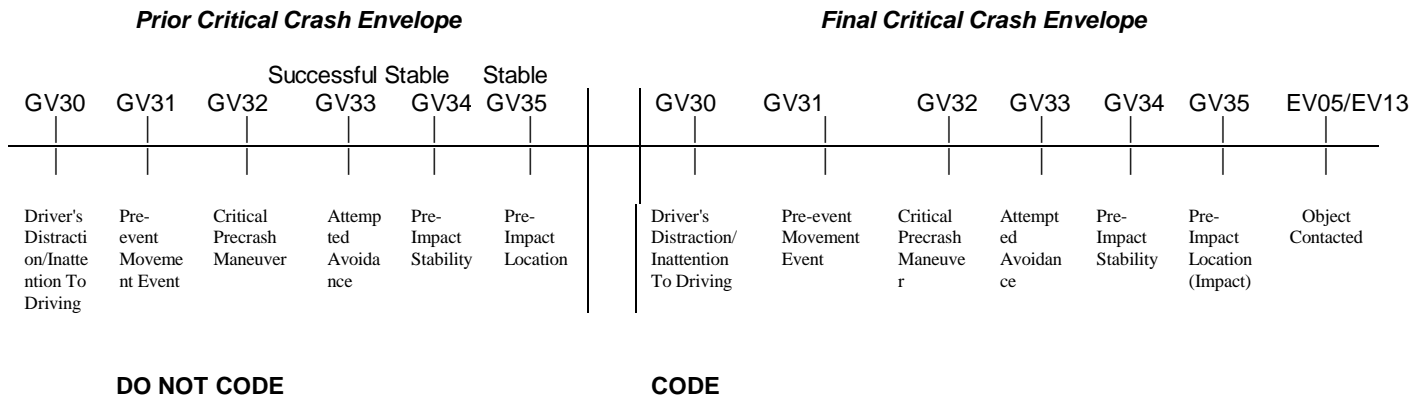 Prior Critical Crash Envelope Final Critical Crash Envelope
Successful Stable Stable
GV30 GV31 GV32 GV33 GV34 GV35 GV30 GV31 GV32 GV33 GV34 GV35 EV05/EV13
Driver's Pre- Critical Attemp Pre- Pre- Driver's Pre-event Critical Attempt Pre- Pre- Object
Distracti event Precrash ted Impact Impact Distraction/ Movement Precrash ed Impact Impact Contacted
on/Inatte Moveme Maneuver Avoida Stability Location Inattention Event Maneuve Avoidan Stability Location
ntion To nt Event nce To Driving r ce (Impact)
Driving
DO NOT CODE CODE